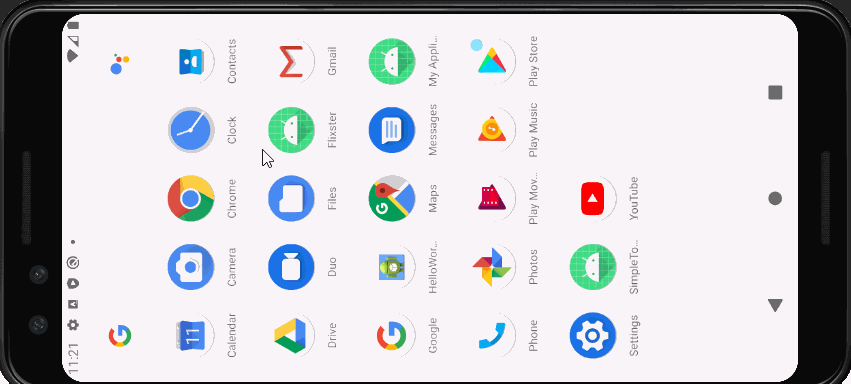 11:21
11
Calendar Camera Chrome Clock Contacts
Drive Duo Files Flixster Gmail
Google HelloWor... Maps Messages My Appli...
Phone Photos Play Mov... Play Music Play Store
Settings SimpleTo... YouTube